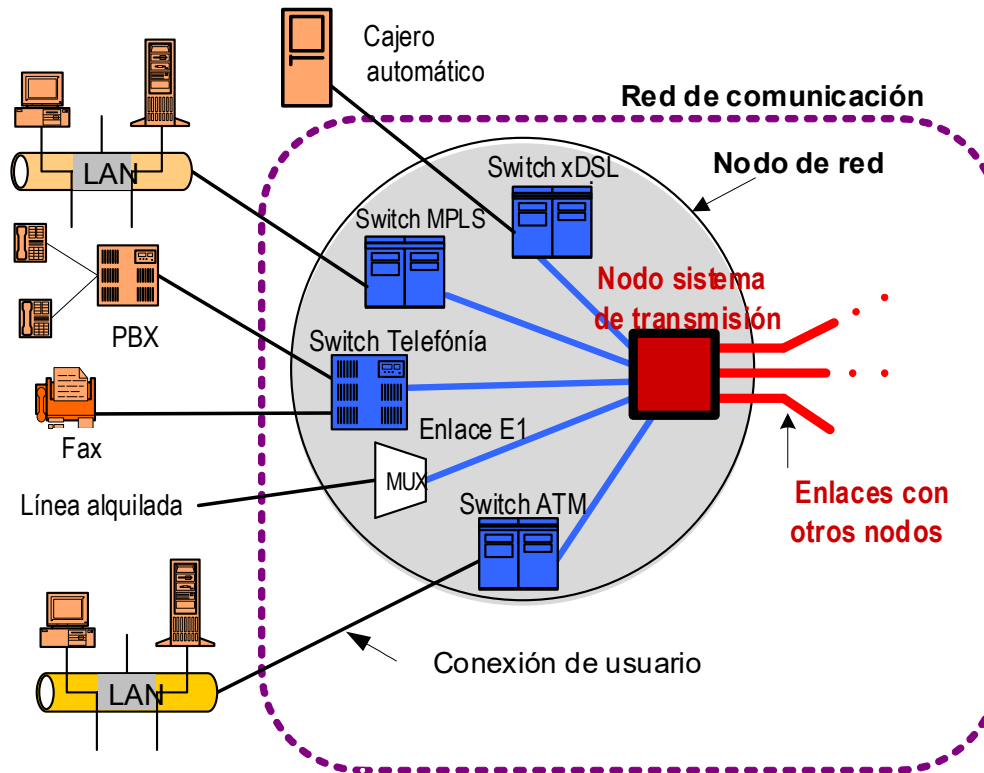 Cajero
automático
Red de comunicación
LAN
Switch xDSL
Nodo de red
Switch MPLS
Nodo sistema
de transmisión
PBX
Switch Telefónía
Fax
Enlace E1
MUX
Línea alquilada
Switch ATM
Enlaces con
otros nodos
Conexión de usuario
LAN